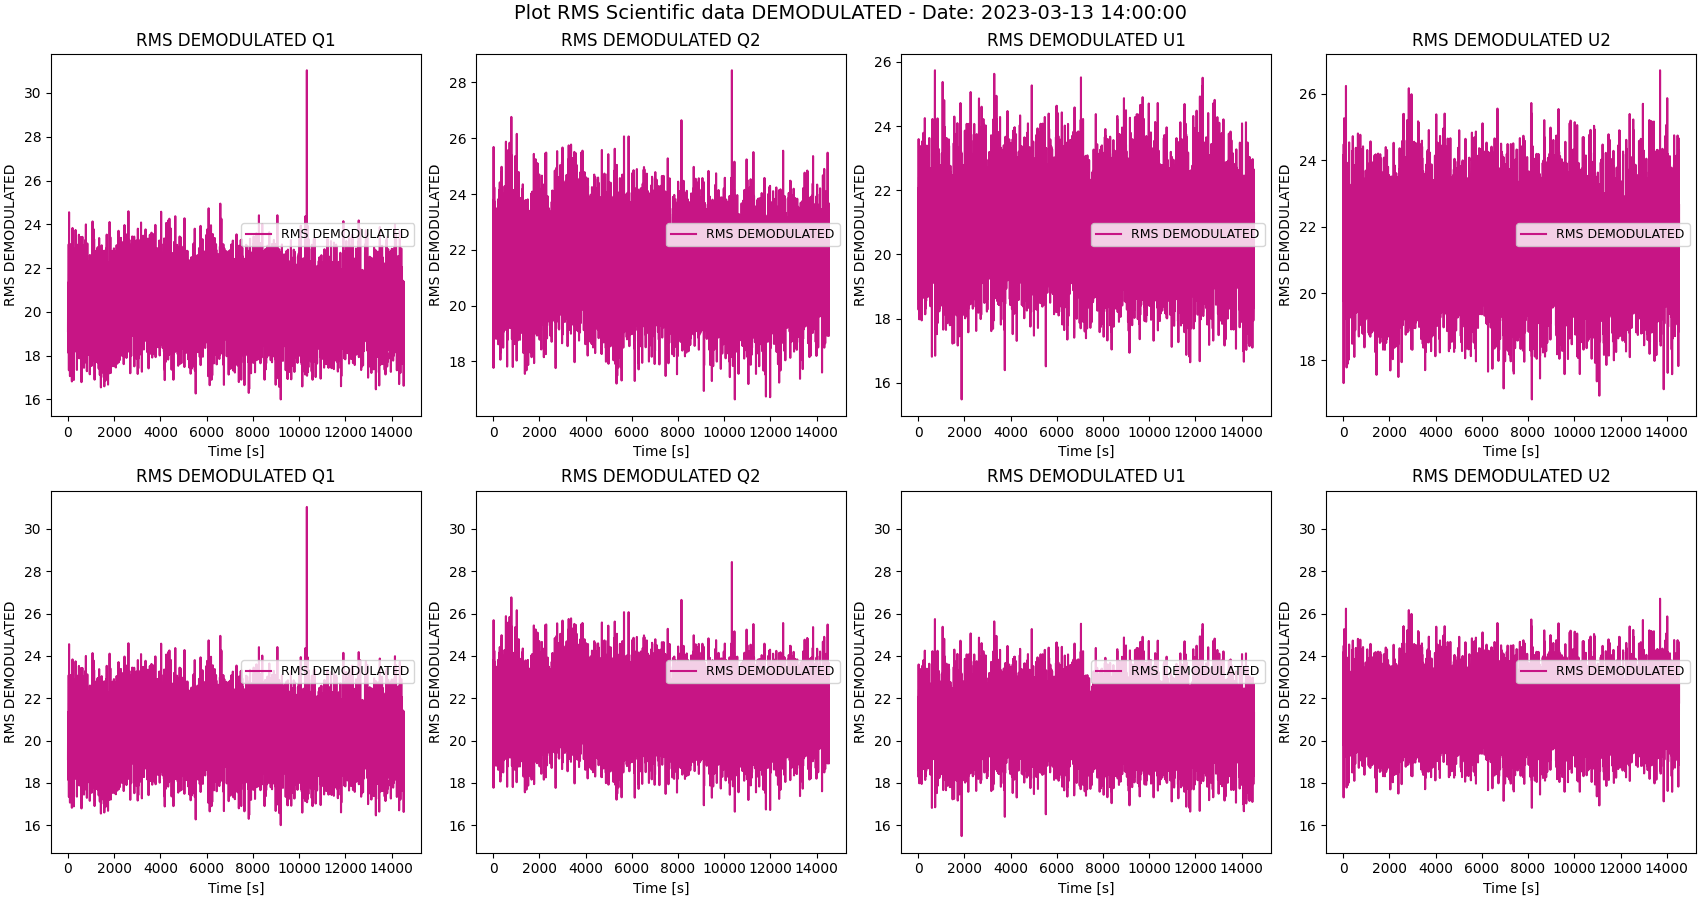 Plot RMS Scientific data DEMODULATED - Date: 2023-03-13 14:00:00
RMS DEMODULATED Q1
RMS DEMODULATED
30
28
26
24
22
20
18
16
RMS DEMODULATED
0 2000 4000 6000 8000 10000 12000 14000
Time [s]
RMS DEMODULATED Q2
RMS DEMODULATED
28
26
24
22
20
18
RMS DEMODULATED
0 2000 4000 6000 8000 10000 12000 14000
Time [s]
RMS DEMODULATED U1
RMS DEMODULATED
26
24
22
20
18
16
RMS DEMODULATED
0 2000 4000 6000 8000 10000 12000 14000
Time [s]
RMS DEMODULATED U2
RMS DEMODULATED
26
24
22
20
18
RMS DEMODULATED
0 2000 4000 6000 8000 10000 12000 14000
Time [s]
RMS DEMODULATED Q1
RMS DEMODULATED
30
28
26
24
22
20
18
16
RMS DEMODULATED
0 2000 4000 6000 8000 10000 12000 14000
Time [s]
RMS DEMODULATED Q2
RMS DEMODULATED
30
28
26
24
22
20
18
16
RMS DEMODULATED
0 2000 4000 6000 8000 10000 12000 14000
Time [s]
RMS DEMODULATED U1
RMS DEMODULATED
30
28
26
24
22
20
18
16
RMS DEMODULATED
0 2000 4000 6000 8000 10000 12000 14000
Time [s]
RMS DEMODULATED U2
RMS DEMODULATED
30
28
26
24
22
20
18
16
RMS DEMODULATED
0 2000 4000 6000 8000 10000 12000 14000
Time [s]